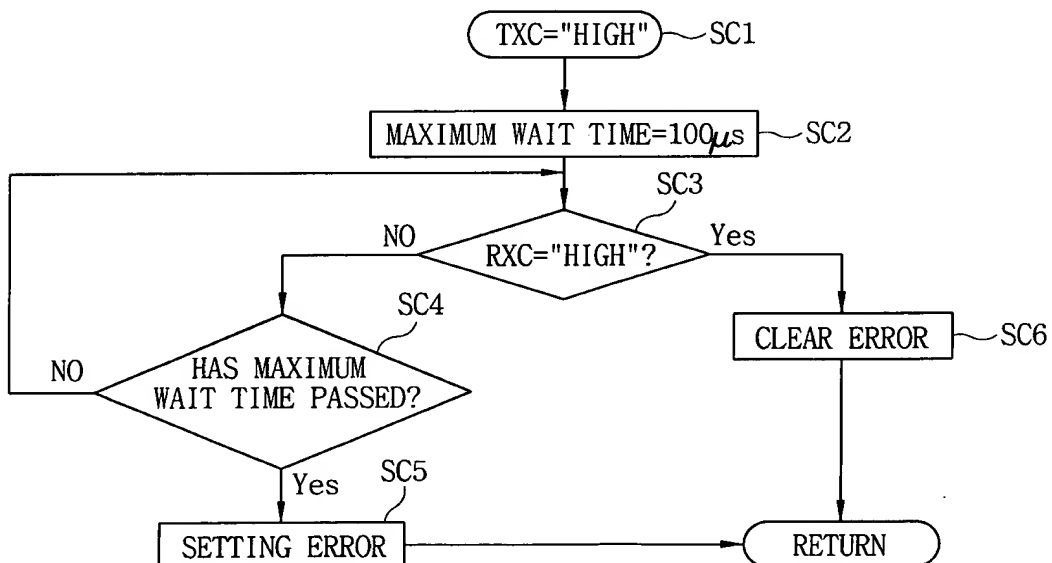 TXC="HIGH"
SC1
MAXIMUM WAIT TIME=100μs
SC2
SC3
NO
RXC="HIGH"?
Yes
SC4
HAS MAXIMUM
WAIT TIME PASSED?
NO
CLEAR ERROR
SC6
Yes
SC5
SETTING ERROR
RETURN